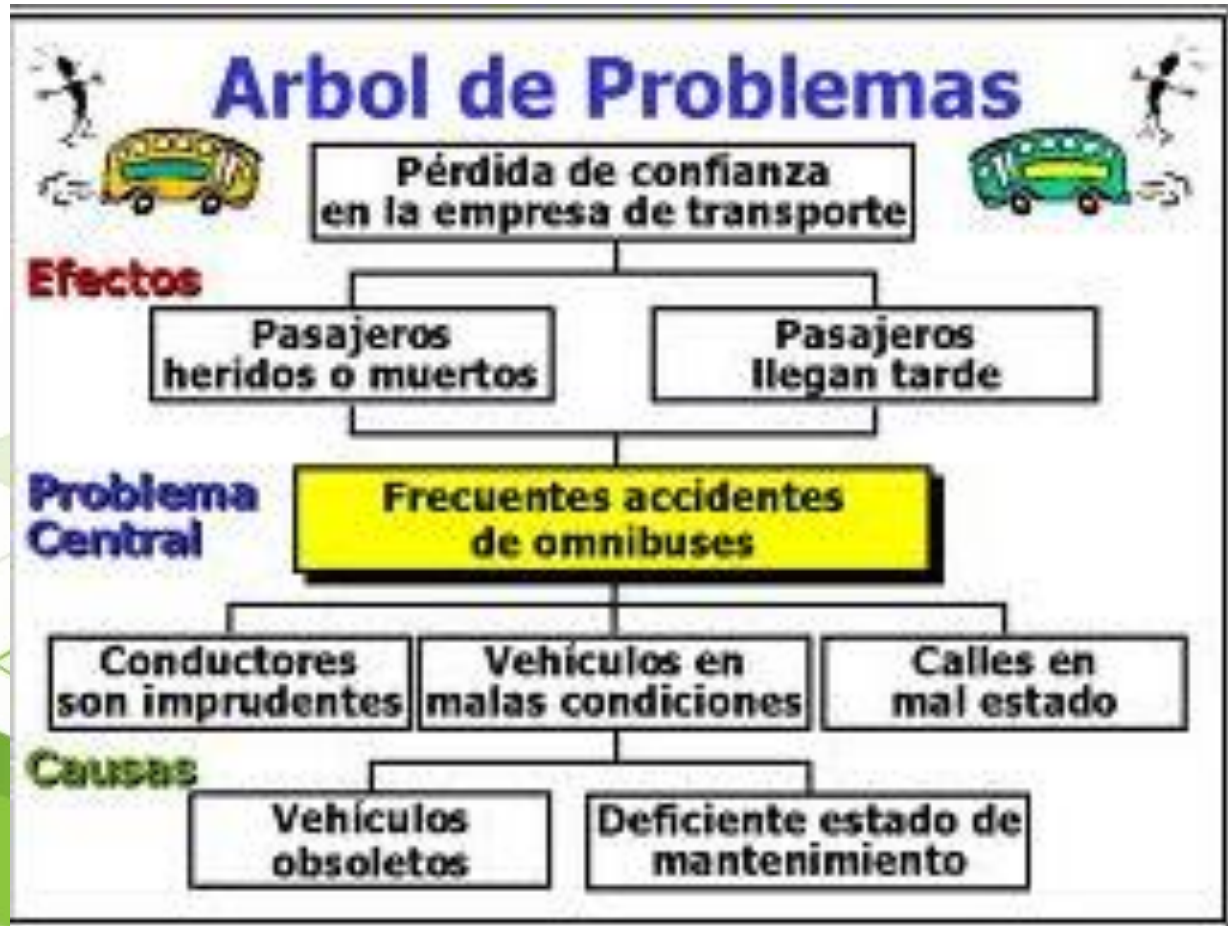 Arbol de Problemas
Pérdida de confianza
en la empresa de transporte
Efectos
Pasajeros
heridos o muertos
Pasajeros
llegan tarde
Problema
Central
Frecuentes accidentes
de omnibuses
Conductores
son imprudentes
Vehículos en
malas condiciones
Calles en
mal estado
Causas
Vehículos
obsoletos
Deficiente estado de
mantenimiento